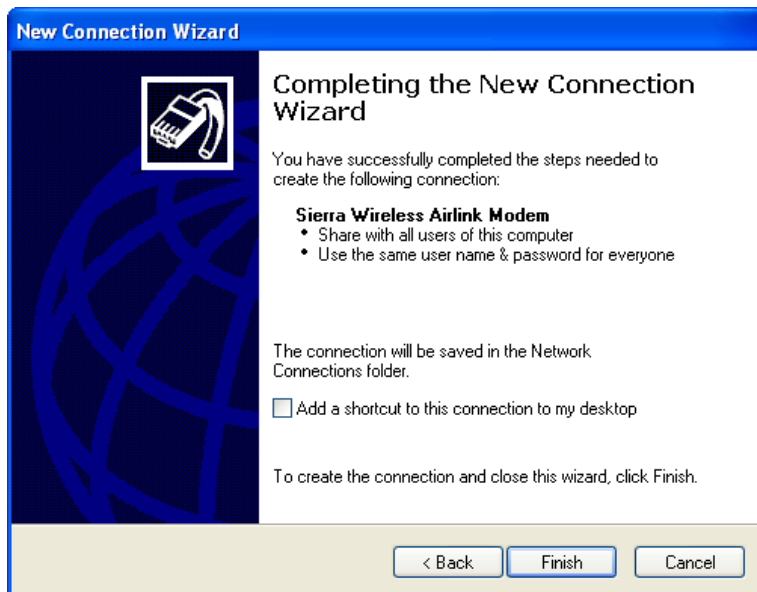 New Connection Wizard
Completing the New Connection
Wizard
You have successfully completed the steps needed to
create the following connection:
Sierra Wireless Airlink Modem
• Share with all users of this computer
• Use the same user name & password for everyone
The connection will be saved in the Network
Connections folder.
Add a shortcut to this connection to my desktop
To create the connection and close this wizard, click Finish.
< Back Finish Cancel